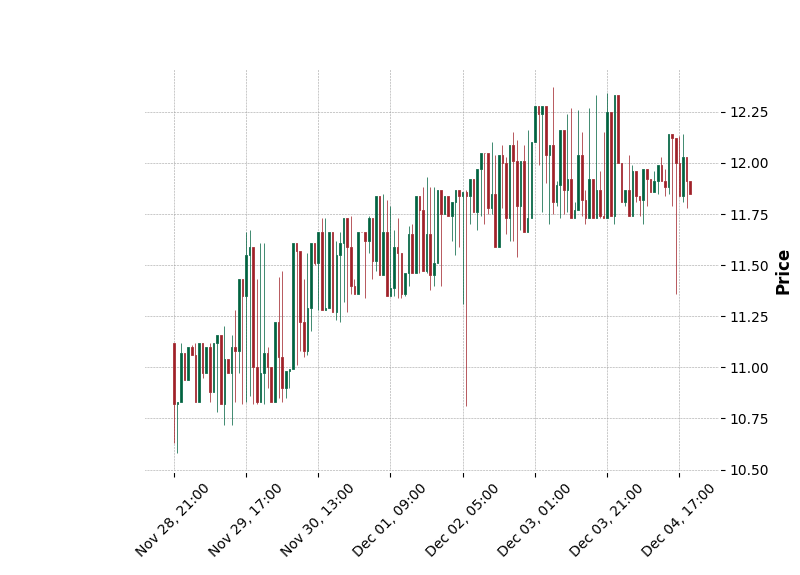 12.25
12.00
11.75
11.50
11.25
11.00
10.75
10.50
Price
Nov 28, 21:00
Nov 29, 17:00
Nov 30, 13:00
Dec 01, 09:00
Dec 02, 05:00
Dec 03, 01:00
Dec 03, 21:00
Dec 04, 17:00